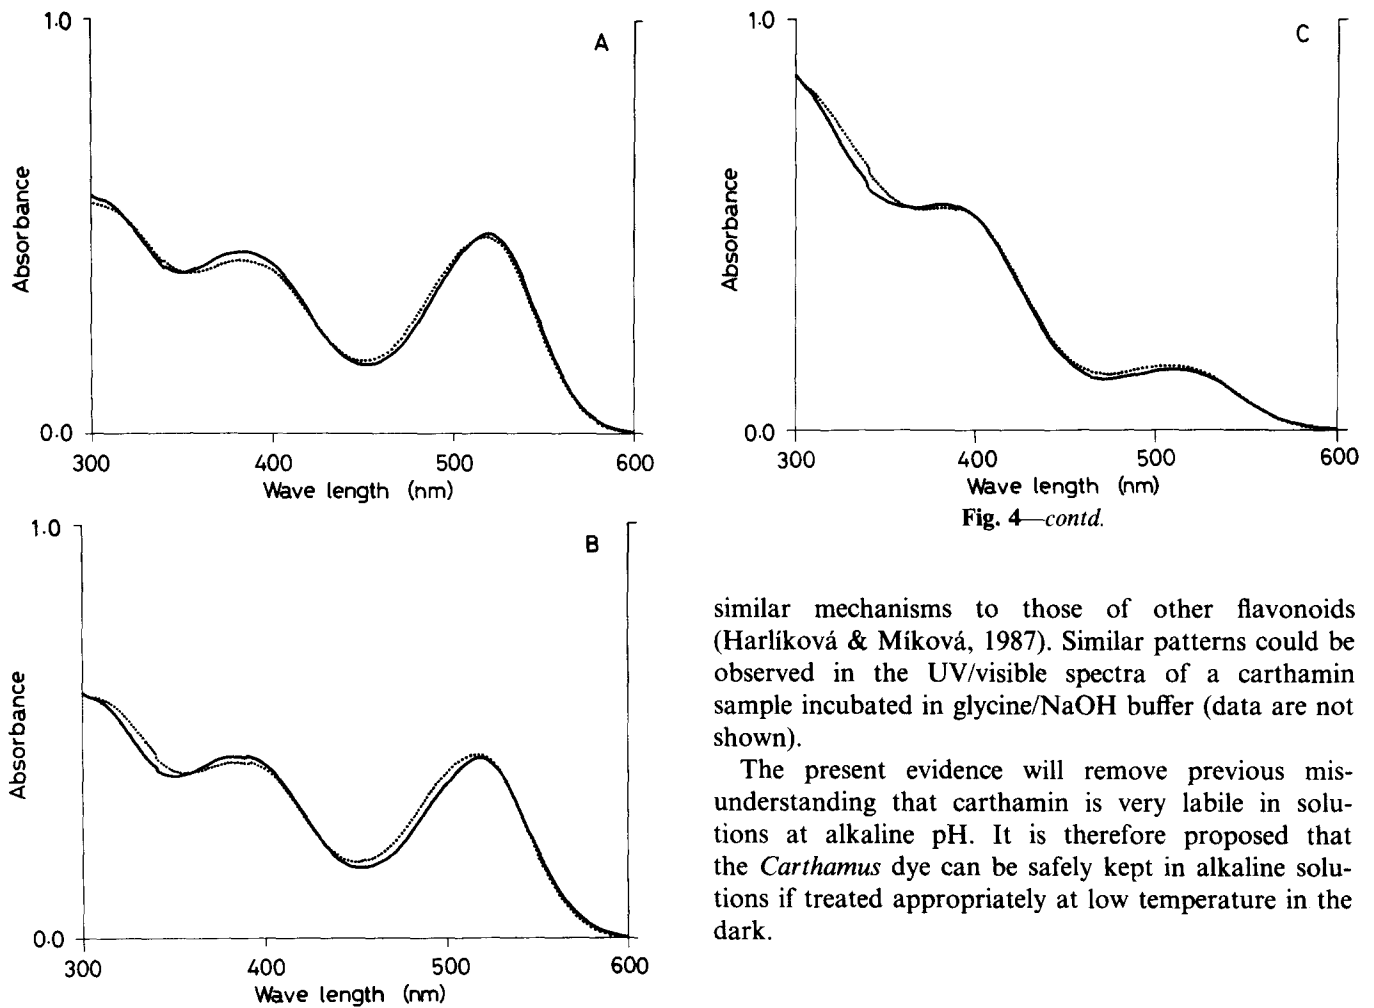 1.0
A
Absorbance
0.0
300 400 500 600
Wave length (nm)
1.0
B
Absorbance
0.0
300 400 500 600
Wave length (nm)
1.0
C
Absorbance
0.0
300 400 500 600
Wave length (nm)
Fig. 4—contd.
similar mechanisms to those of other flavonoids
(Harlíková & Míková, 1987). Similar patterns could be
observed in the UV/visible spectra of a carthamin
sample incubated in glycine/NaOH buffer (data are not
shown).
The present evidence will remove previous mis-
understanding that carthamin is very labile in solu-
tions at alkaline pH. It is therefore proposed that
the Carthamus dye can be safely kept in alkaline solu-
tions if treated appropriately at low temperature in the
dark.